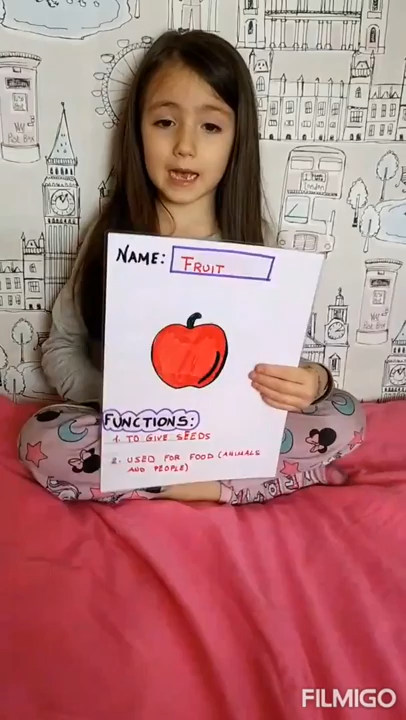 NAME: FRUIT
FUNCTIONS:
1. TO GIVE SEEDS
2. USED FOR FOOD (ANIMALS
AND PEOPLE)
FILMIGO